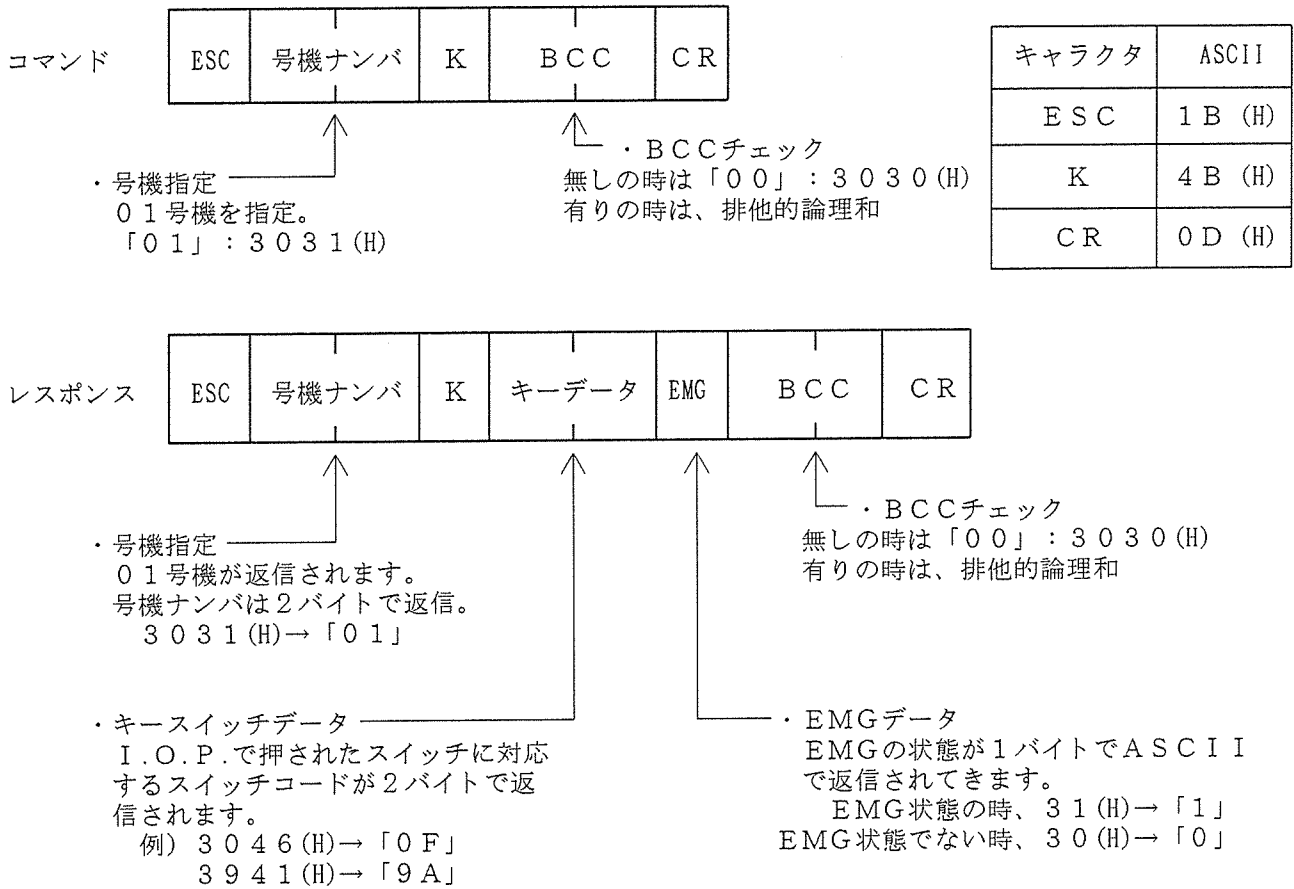 コマンド
ESC 号機ナンバ K BCC CR
・号機指定
01号機を指定。
「01」：3031(H)
・BCCチェック
無しの時は「00」：3030(H)
有りの時は、排他的論理和
キャラクタ ASCII
ESC 1B (H)
K 4B (H)
CR 0D (H)
レスポンス
ESC 号機ナンバ K キーデータ EMG BCC CR
・号機指定
01号機が返信されます。
号機ナンバは2バイトで返信。
3031(H)→「01」
・BCCチェック
無しの時は「00」：3030(H)
有りの時は、排他的論理和
・キースイッチデータ
I.O.P.で押されたスイッチに対応
するスイッチコードが2バイトで返
信されます。
例) 3046(H)→「0F」
3941(H)→「9A」
・EMGデータ
EMGの状態が1バイトでASCII
で返信されてきます。
EMG状態の時、31(H)→「1」
EMG状態でない時、30(H)→「0」